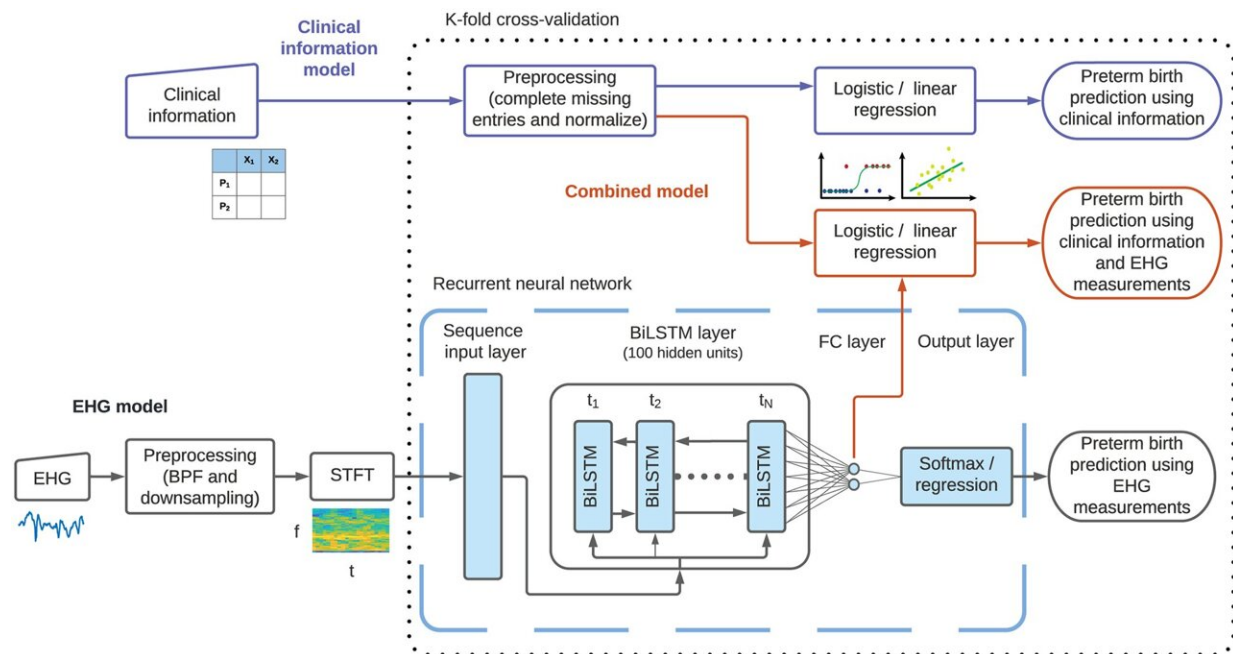 K-fold cross-validation
Clinical
information
model
Clinical
information
Preprocessing
(complete missing
entries and normalize)
Logistic / linear
regression
Preterm birth
prediction using
clinical information
X₁ X₂
P₁
P₂
Combined model
Logistic / linear
regression
Preterm birth
prediction using
clinical information
and EHG
measurements
Recurrent neural network
Sequence
input layer
BiLSTM layer
(100 hidden units)
FC layer
Output layer
EHG model
EHG
Preprocessing
(BPF and
downsampling)
STFT
f
t
t₁ t₂ t_N
BiLSTM
BiLSTM
BiLSTM
Softmax /
regression
Preterm birth
prediction using
EHG
measurements